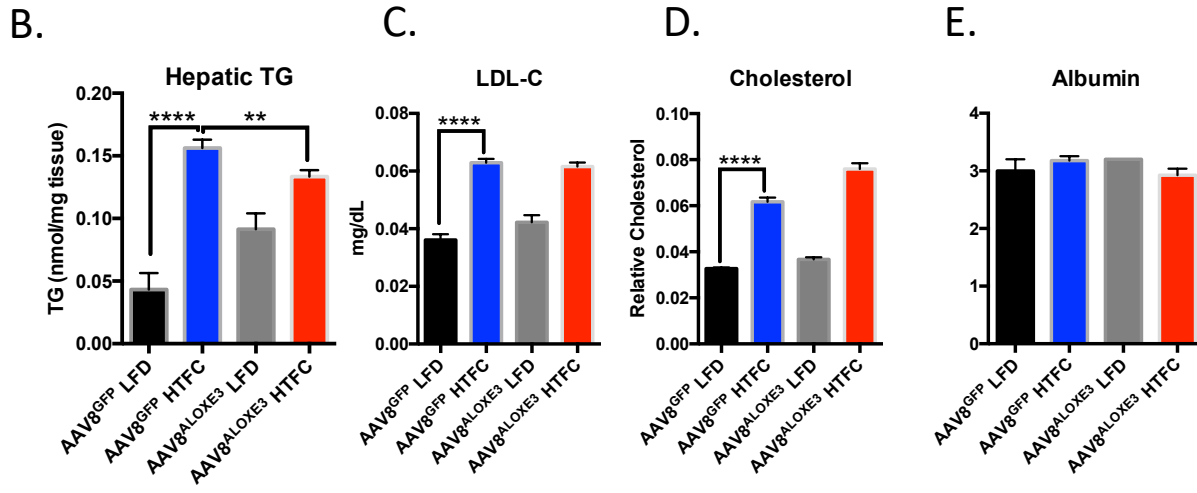 B.
Hepatic TG
TG (nmol/mg tissue)
0.20
0.15
0.10
0.05
0.00
****
**
AAV8GFP LFD
AAV8GFP HTFC
AAV8ALOXE3 LFD
AAV8ALOXE3 HTFC
C.
LDL-C
mg/dL
0.08
0.06
0.04
0.02
0.00
****
AAV8GFP LFD
AAV8GFP HTFC
AAV8ALOXE3 LFD
AAV8ALOXE3 HTFC
D.
Cholesterol
Relative Cholesterol
0.10
0.08
0.06
0.04
0.02
0.00
****
AAV8GFP LFD
AAV8GFP HTFC
AAV8ALOXE3 LFD
AAV8ALOXE3 HTFC
E.
Albumin
4
3
2
1
0
AAV8GFP LFD
AAV8GFP HTFC
AAV8ALOXE3 LFD
AAV8ALOXE3 HTFC